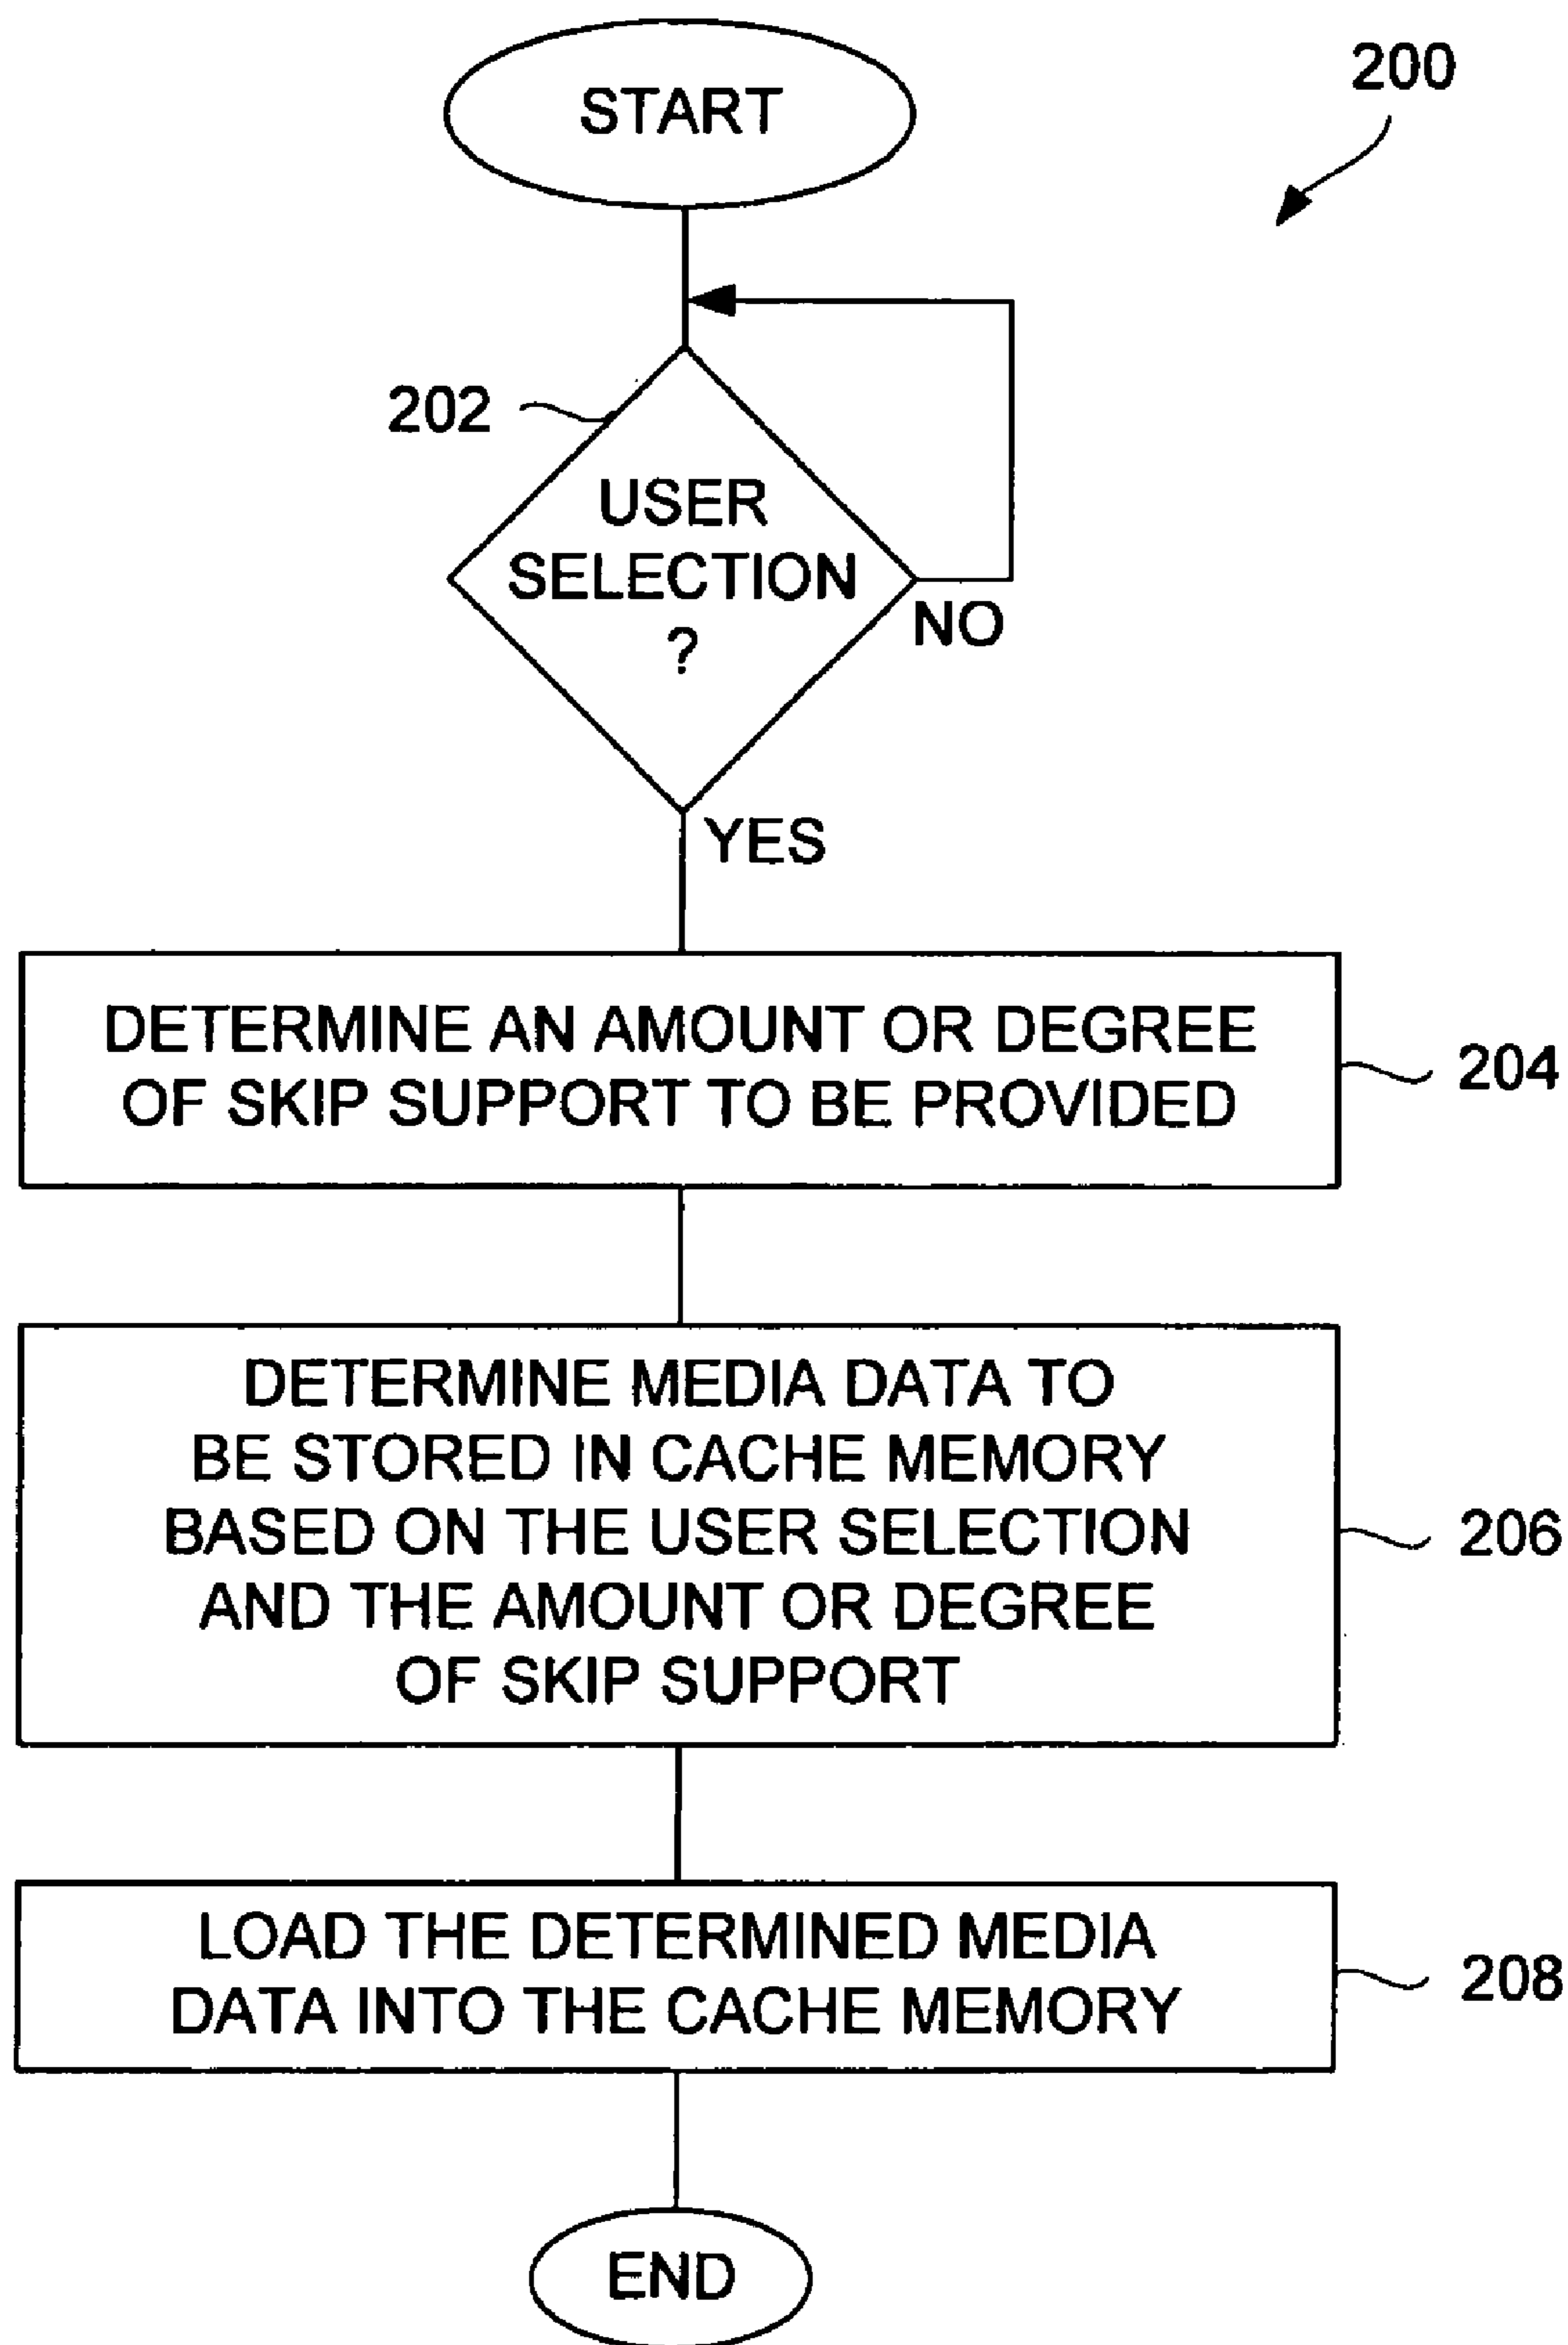 START
200
202
USER
SELECTION
?
NO
YES
DETERMINE AN AMOUNT OR DEGREE
OF SKIP SUPPORT TO BE PROVIDED
204
DETERMINE MEDIA DATA TO
BE STORED IN CACHE MEMORY
BASED ON THE USER SELECTION
AND THE AMOUNT OR DEGREE
OF SKIP SUPPORT
206
LOAD THE DETERMINED MEDIA
DATA INTO THE CACHE MEMORY
208
END